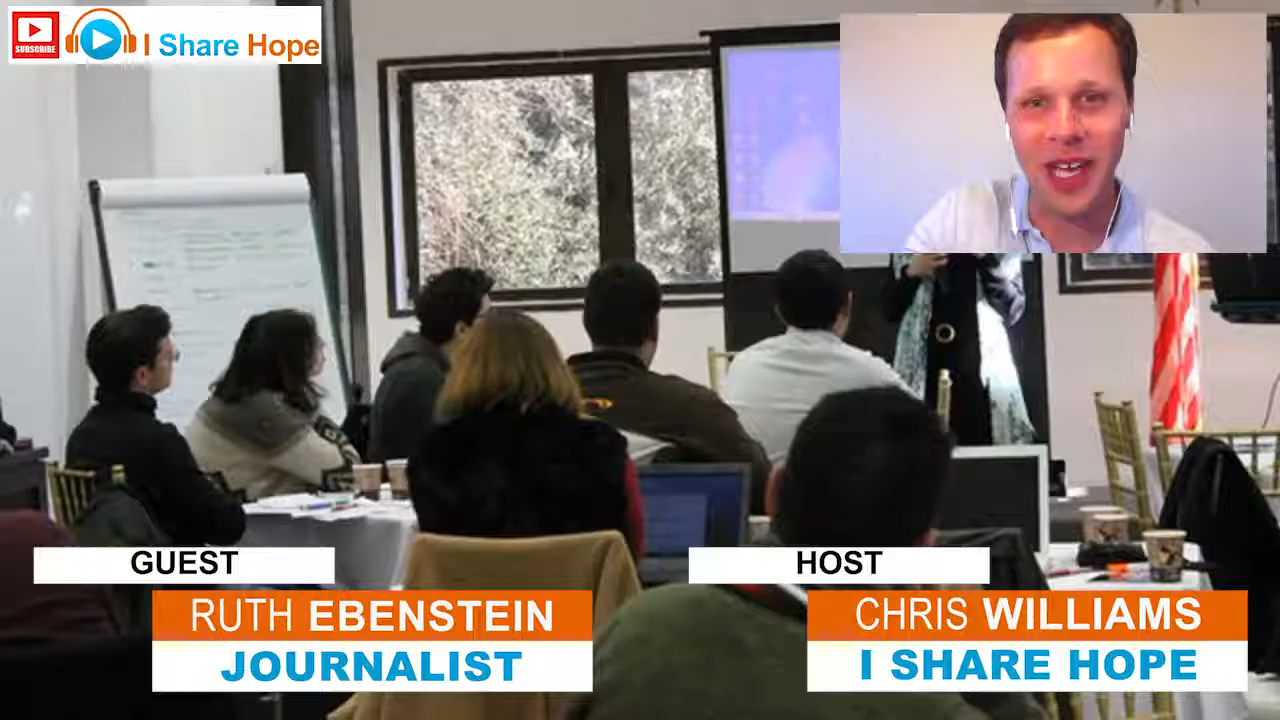 SUBSCRIBE
I Share Hope
GUEST
RUTH EBENSTEIN
JOURNALIST
HOST
CHRIS WILLIAMS
I SHARE HOPE